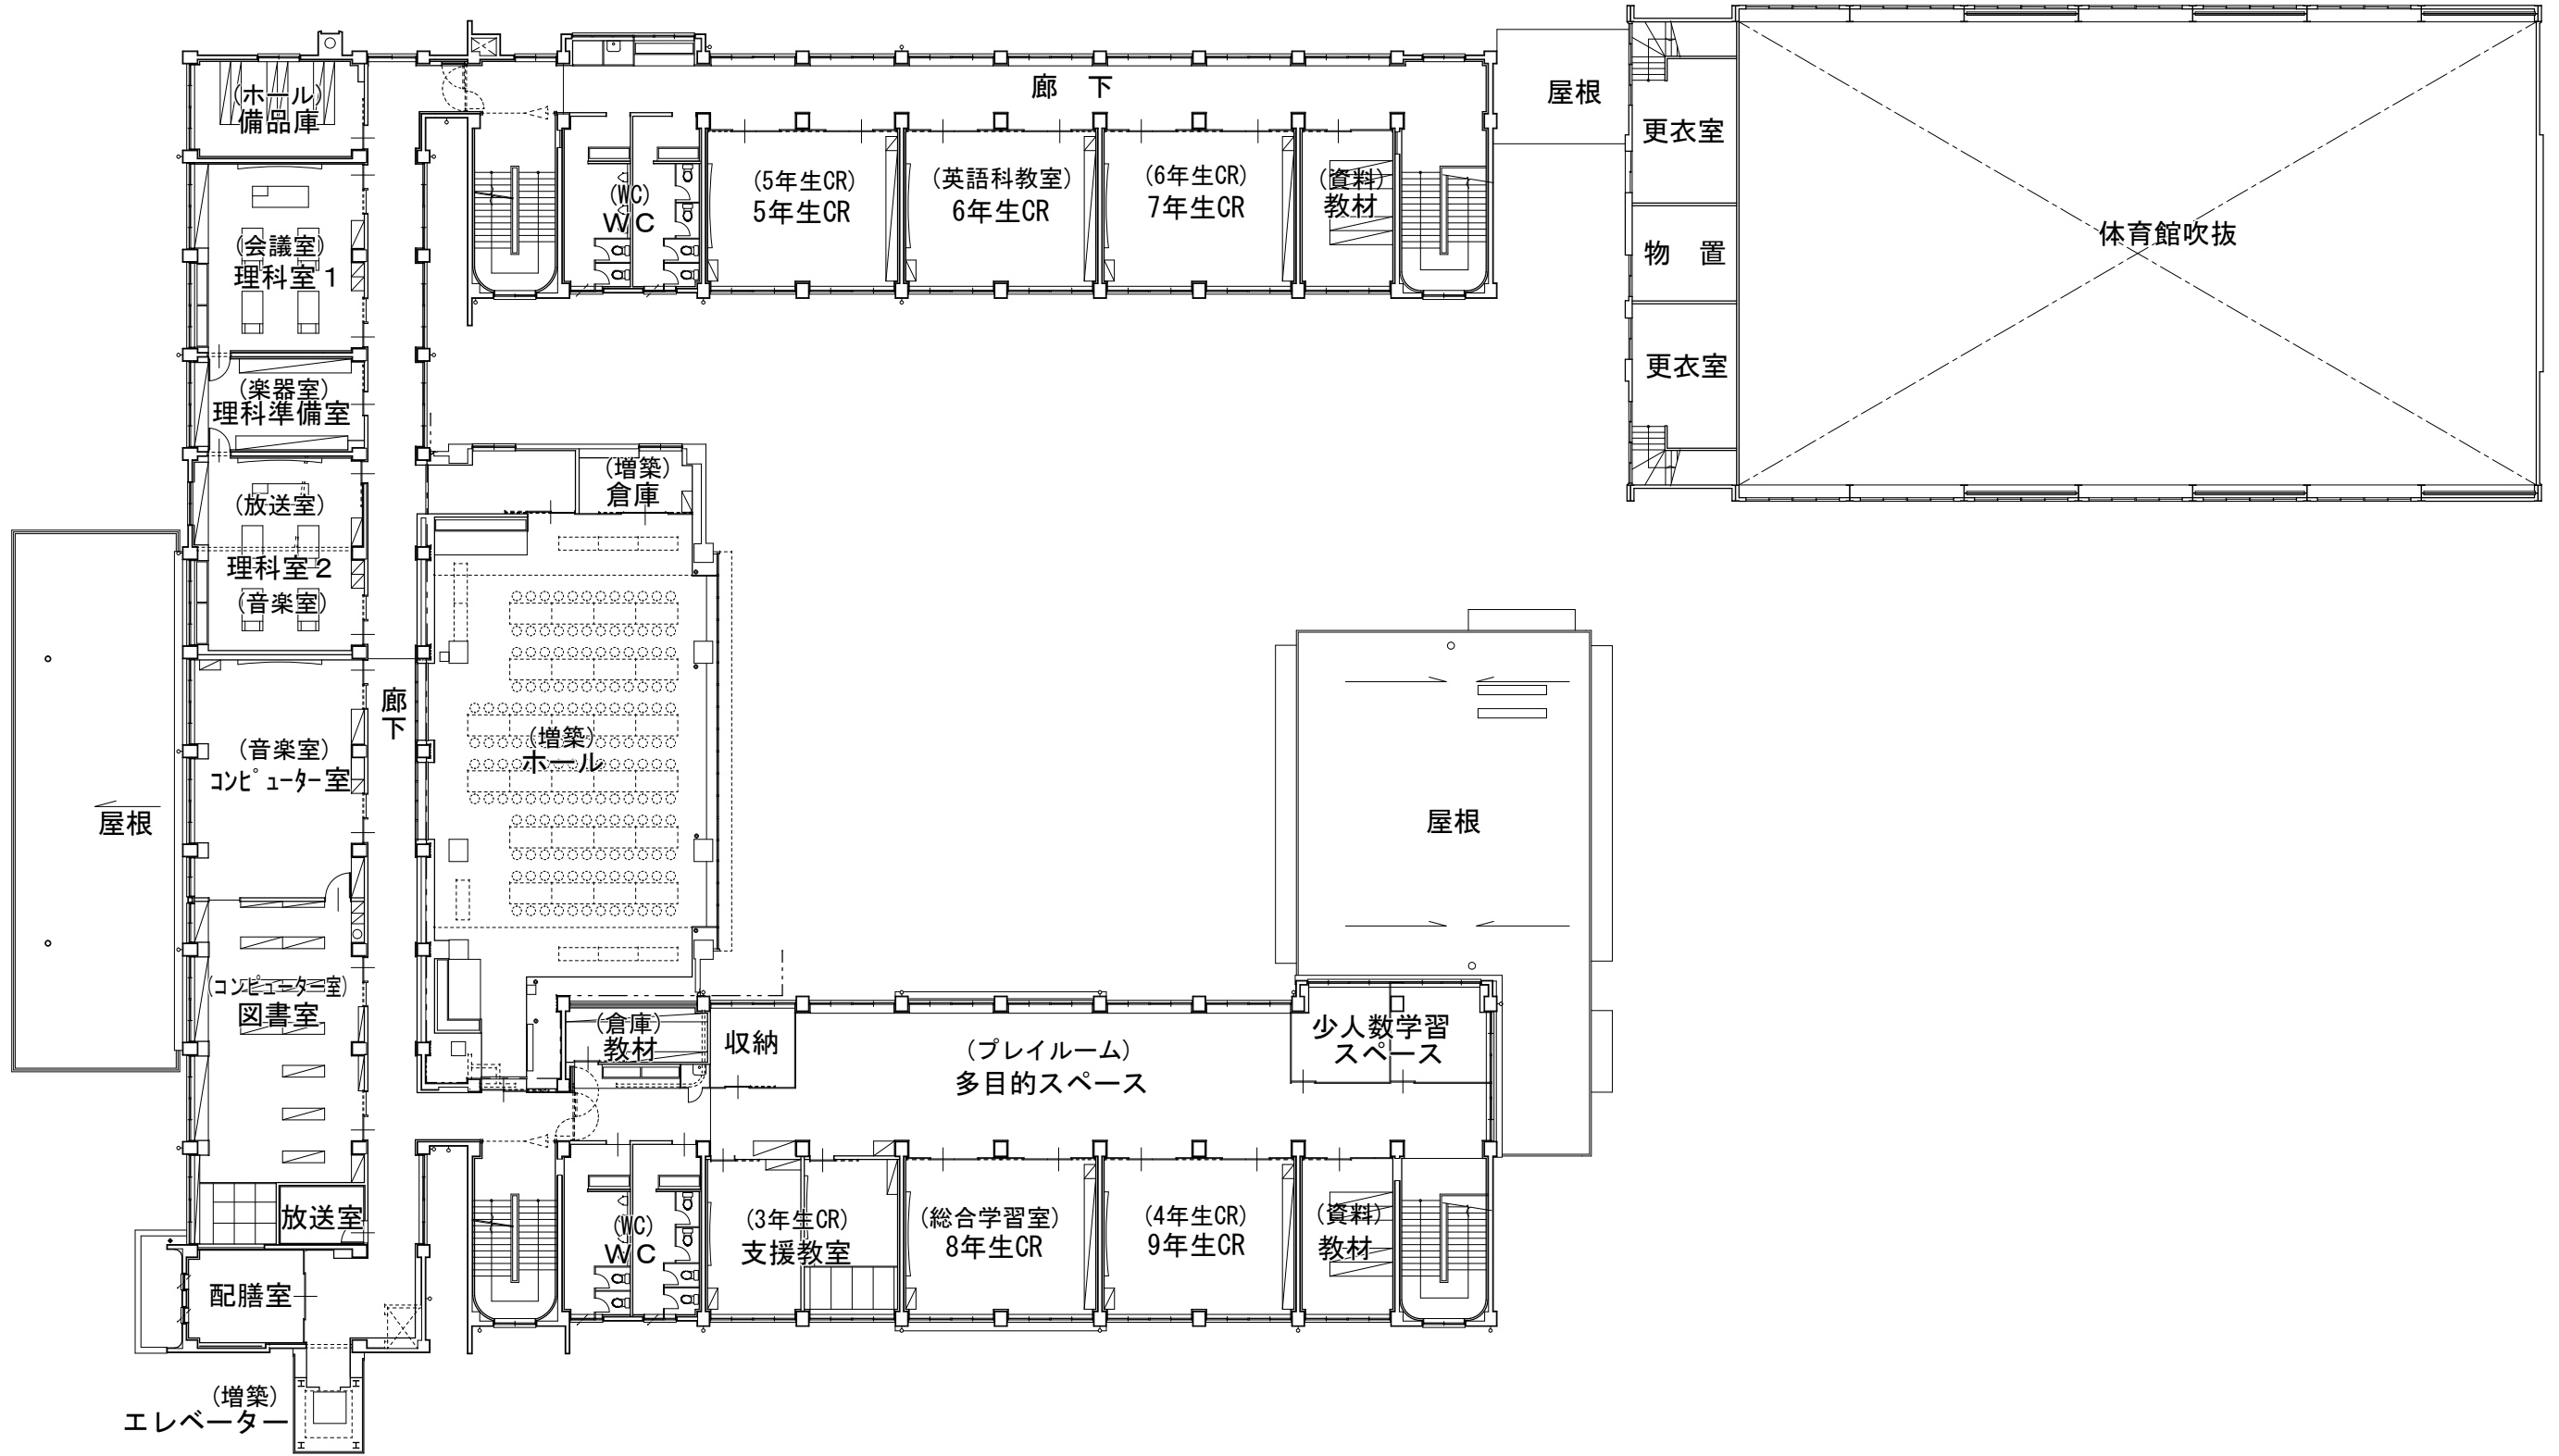 (ホール)
備品庫
廊　下
屋根
更衣室
(会議室)
理科室１
(WC)
ＷＣ
(5年生CR)
5年生CR
(英語科教室)
6年生CR
(6年生CR)
7年生CR
(資料)
教材
物　置
体育館吹抜
更衣室
(楽器室)
理科準備室
(放送室)
理科室２
(音楽室)
(増築)
倉庫
廊
下
(音楽室)
コンピューター室
(増築)
ホール
屋根
屋根
(コンピューター室)
図書室
(倉庫)
教材
収納
(プレイルーム)
多目的スペース
少人数学習
スペース
放送室
(WC)
ＷＣ
(3年生CR)
支援教室
(総合学習室)
8年生CR
(4年生CR)
9年生CR
(資料)
教材
配膳室
(増築)
エレベーター